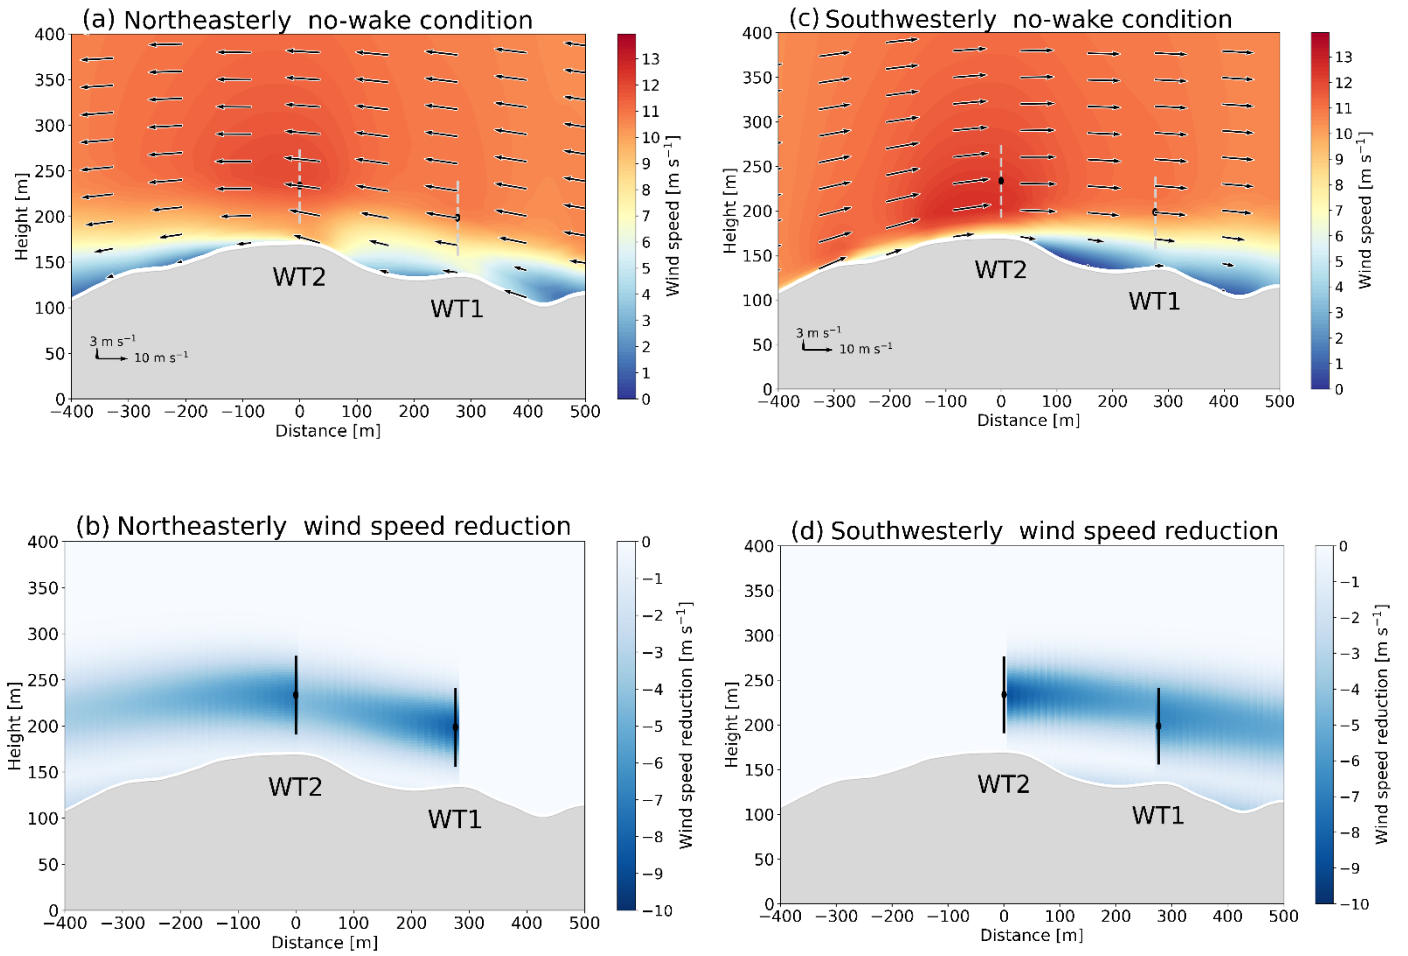 (a) Northeasterly no-wake condition
400
350
300
250
200
150
100
50
0
Height [m]
WT2
WT1
3 m s−1
10 m s−1
−400 −300 −200 −100 0 100 200 300 400 500
Distance [m]
13
12
11
10
9
8
7
6
5
4
3
2
1
0
Wind speed [m s−1]
(c) Southwesterly no-wake condition
400
350
300
250
200
150
100
50
0
Height [m]
WT2
WT1
3 m s−1
10 m s−1
−400 −300 −200 −100 0 100 200 300 400 500
Distance [m]
13
12
11
10
9
8
7
6
5
4
3
2
1
0
Wind speed [m s−1]
(b) Northeasterly wind speed reduction
400
350
300
250
200
150
100
50
0
Height [m]
WT2
WT1
−400 −300 −200 −100 0 100 200 300 400 500
Distance [m]
0
−1
−2
−3
−4
−5
−6
−7
−8
−9
−10
Wind speed reduction [m s−1]
(d) Southwesterly wind speed reduction
400
350
300
250
200
150
100
50
0
Height [m]
WT2
WT1
−400 −300 −200 −100 0 100 200 300 400 500
Distance [m]
0
−1
−2
−3
−4
−5
−6
−7
−8
−9
−10
Wind speed reduction [m s−1]